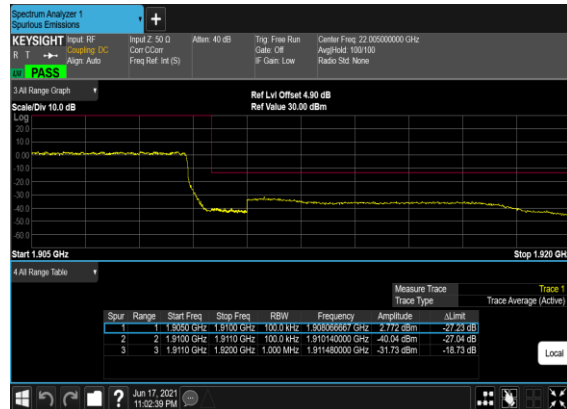 Spectrum Analyzer 1
Spurious Emissions
+
KEYSIGHT Input: RF Input Z: 50 Ω Atten: 40 dB Trig: Free Run Center Freq: 22.005000000 GHz
R T Coupling: DC Corr CCorr Gate: Off Avg|Hold: 100/100
Align: Auto Freq Ref: Int (S) IF Gain: Low Radio Std: None
PASS
3 All Range Graph Ref Lvl Offset 4.90 dB
Scale/Div 10.0 dB Ref Value 30.00 dBm
Log
20.0
10.0
0.00
-10.0
-20.0
-30.0
-40.0
-50.0
-60.0
Start 1.905 GHz Stop 1.920 GH
4 All Range Table
Measure Trace Trace 1
Trace Type Trace Average (Active)
Spur Range Start Freq Stop Freq RBW Frequency Amplitude ΔLimit
1 1 1.9050 GHz 1.9100 GHz 100.0 kHz 1.908066667 GHz 2.772 dBm -27.23 dB
2 2 1.9100 GHz 1.9110 GHz 100.0 kHz 1.910140000 GHz -40.04 dBm -27.04 dB
3 3 1.9110 GHz 1.9200 GHz 1.000 MHz 1.911480000 GHz -31.73 dBm -18.73 dB
Local
? Jun 17, 2021
11:02:39 PM